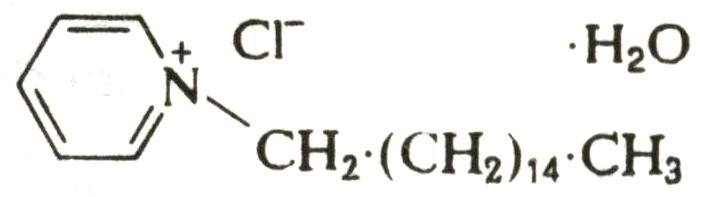 Cl⁻ ·H₂O
N⁺
CH₂·(CH₂)₁₄·CH₃